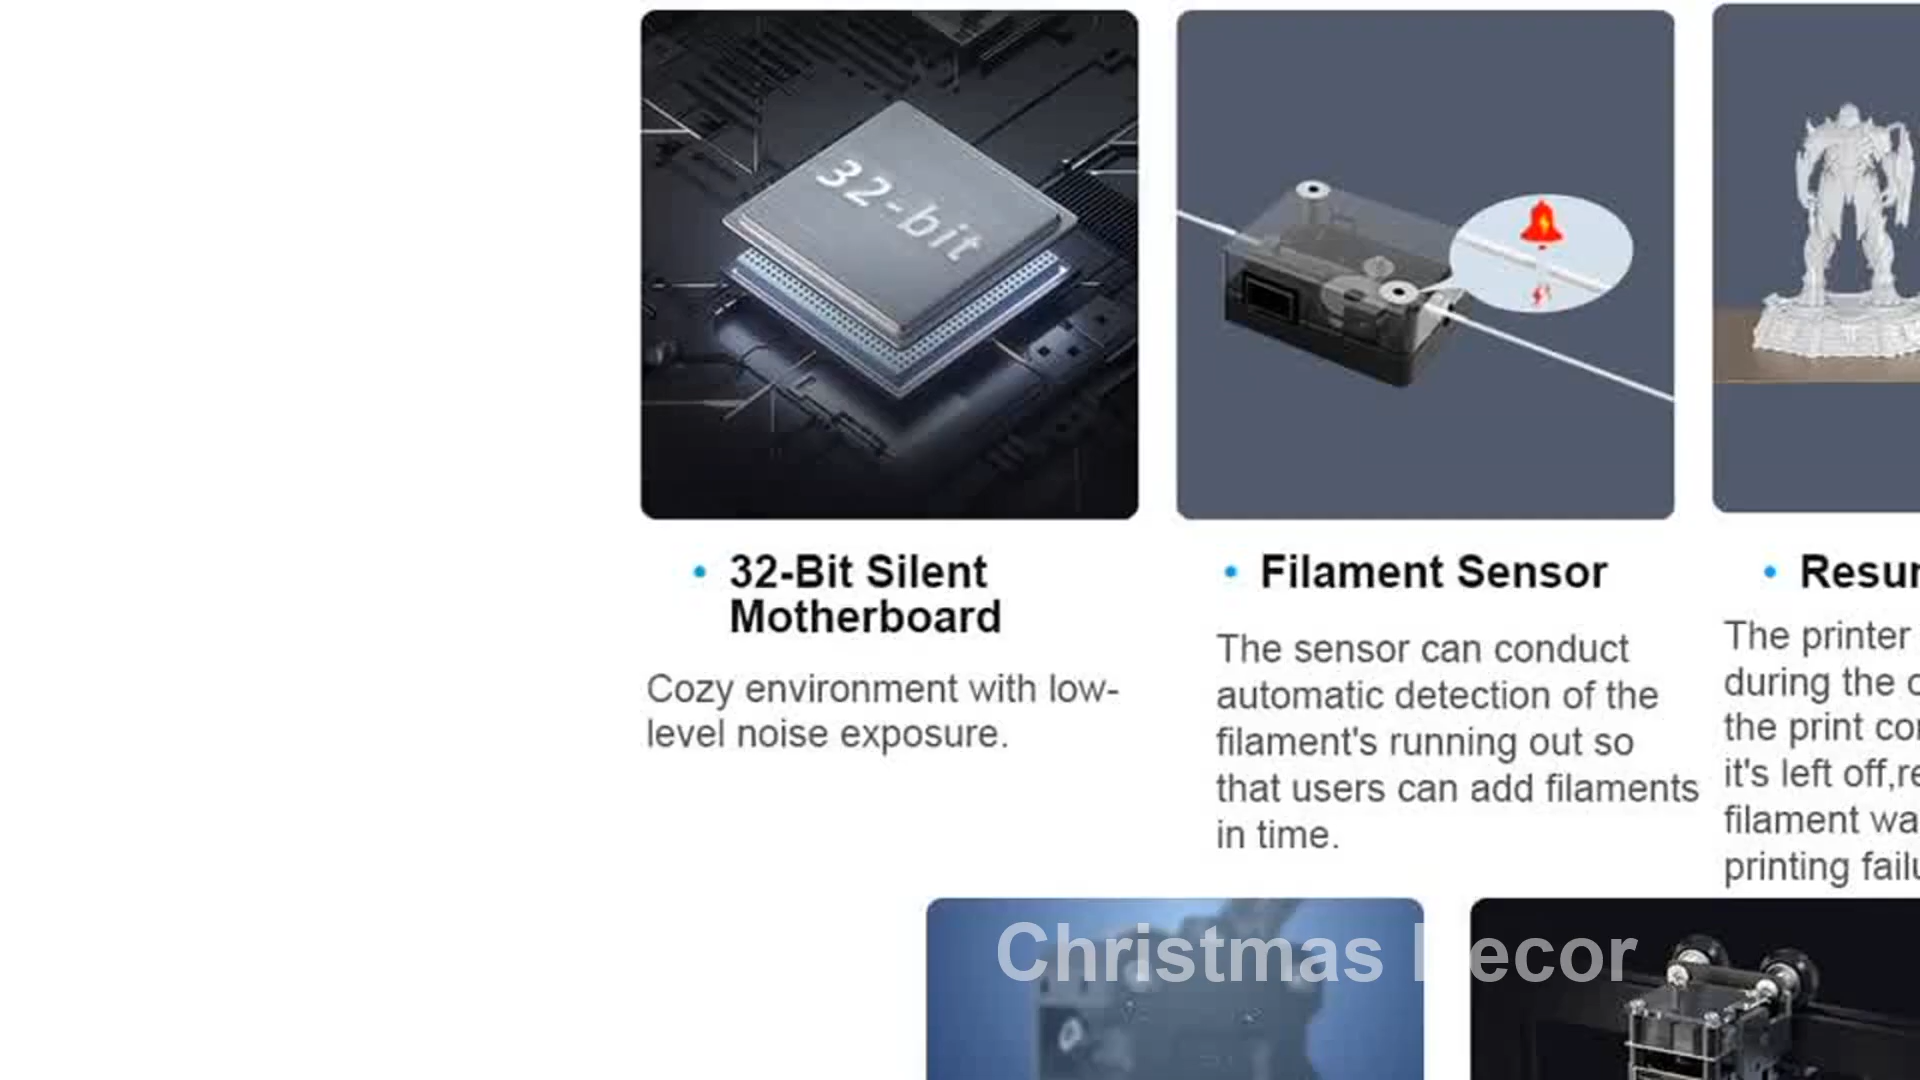 32-bit
32-Bit Silent
Motherboard
Cozy environment with low-
level noise exposure.
Filament Sensor
The sensor can conduct
automatic detection of the
filament's running out so
that users can add filaments
in time.
The printer
during the
the print
it's left off,
filament
printing
Christmas Decor